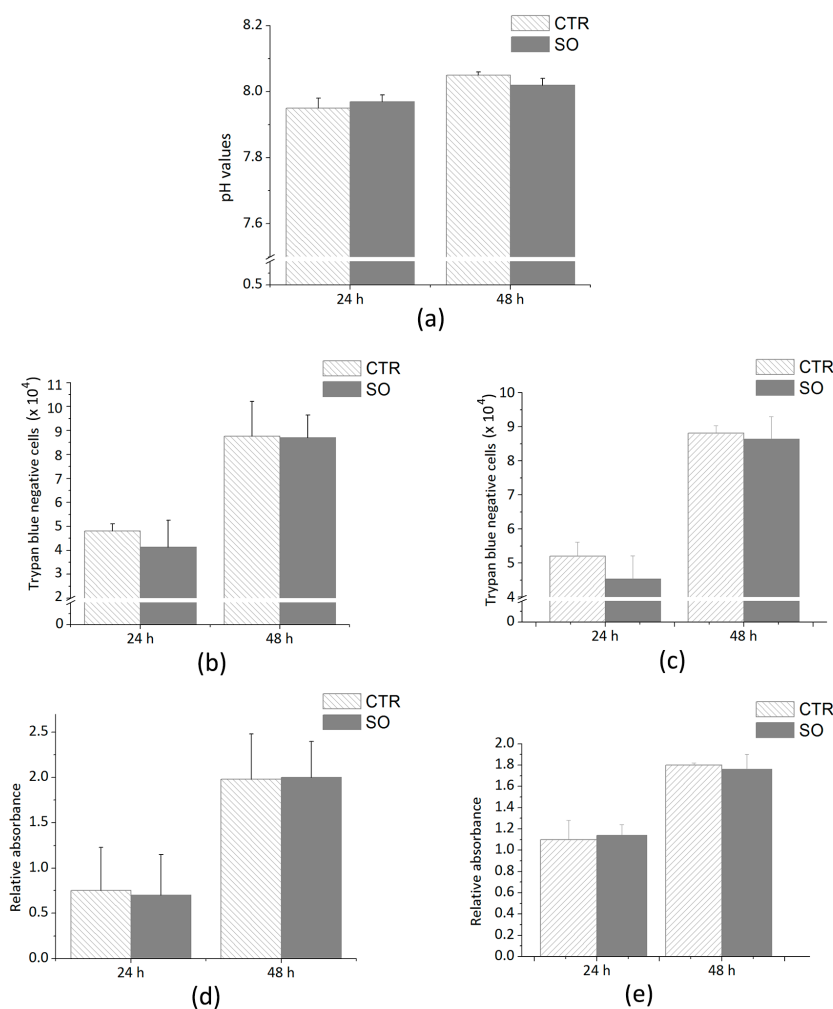 CTR
SO
8.2
8.0
7.8
7.6
0.5
pH values
24 h
48 h
(a)
CTR
SO
11
10
9
8
7
6
5
4
3
2
0
Trypan blue negative cells (x 10⁴)
24 h
48 h
(b)
CTR
SO
10
9
8
6
5
4
0
Trypan blue negative cells (x 10⁴)
24 h
48 h
(c)
CTR
SO
2.5
2.0
1.5
1.0
0.5
0.0
Relative absorbance
24 h
48 h
(d)
CTR
SO
2.0
1.8
1.6
1.4
1.2
1.0
0.8
0.6
0.4
0.2
0.0
Relative absorbance
24 h
48 h
(e)